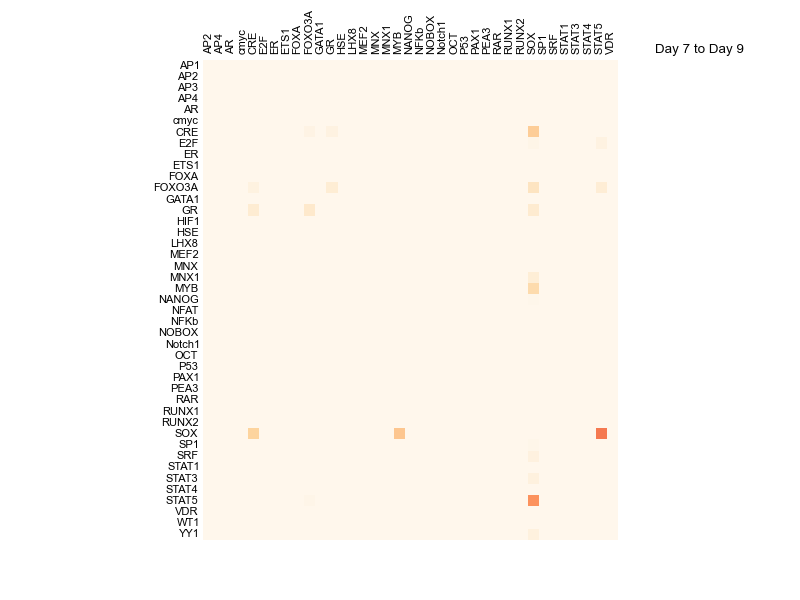 AP2 AP4 AR cmyc CRE E2F ER ETS1 FOXA FOXO3A GATA1 GR HSE LHX8 MEF2 MNX MNX1 MYB NANOG NFKb NOBOX Notch1 OCT P53 PAX1 PEA3 RAR RUNX1 RUNX2 SOX SP1 SRF STAT1 STAT3 STAT4 STAT5 VDR
Day 7 to Day 9
AP1
AP2
AP3
AP4
AR
cmyc
CRE
E2F
ER
ETS1
FOXA
FOXO3A
GATA1
GR
HIF1
HSE
LHX8
MEF2
MNX
MNX1
MYB
NANOG
NFAT
NFKb
NOBOX
Notch1
OCT
P53
PAX1
PEA3
RAR
RUNX1
RUNX2
SOX
SP1
SRF
STAT1
STAT3
STAT4
STAT5
VDR
WT1
YY1